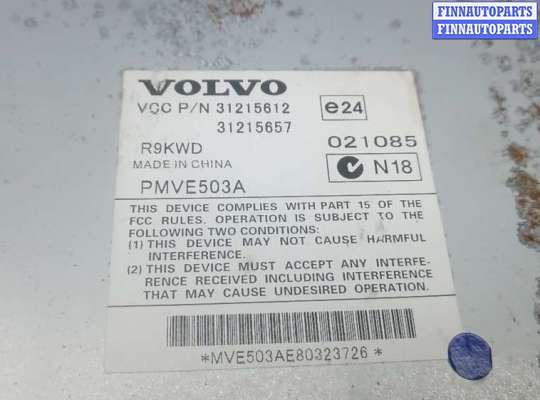 FINNAUTOPARTS
FINNAUTOPARTS
FINNAUTOPARTS
VOLVO
VCC P/N 31215612
31215657
e24
R9KWD
021085
MADE IN CHINA
N18
PMVE503A
THIS DEVICE COMPLIES WITH PART 15 OF THE
FCC RULES. OPERATION IS SUBJECT TO THE
FOLLOWING TWO CONDITIONS:
(1) THIS DEVICE MAY NOT CAUSE HARMFUL
INTERFERENCE.
(2) THIS DEVICE MUST ACCEPT ANY INTERFE-
RENCE RECEIVED INCLUDING INTERFERENCE
THAT MAY CAUSE UNDESIRED OPERATION.
*MVE503AE80323726*